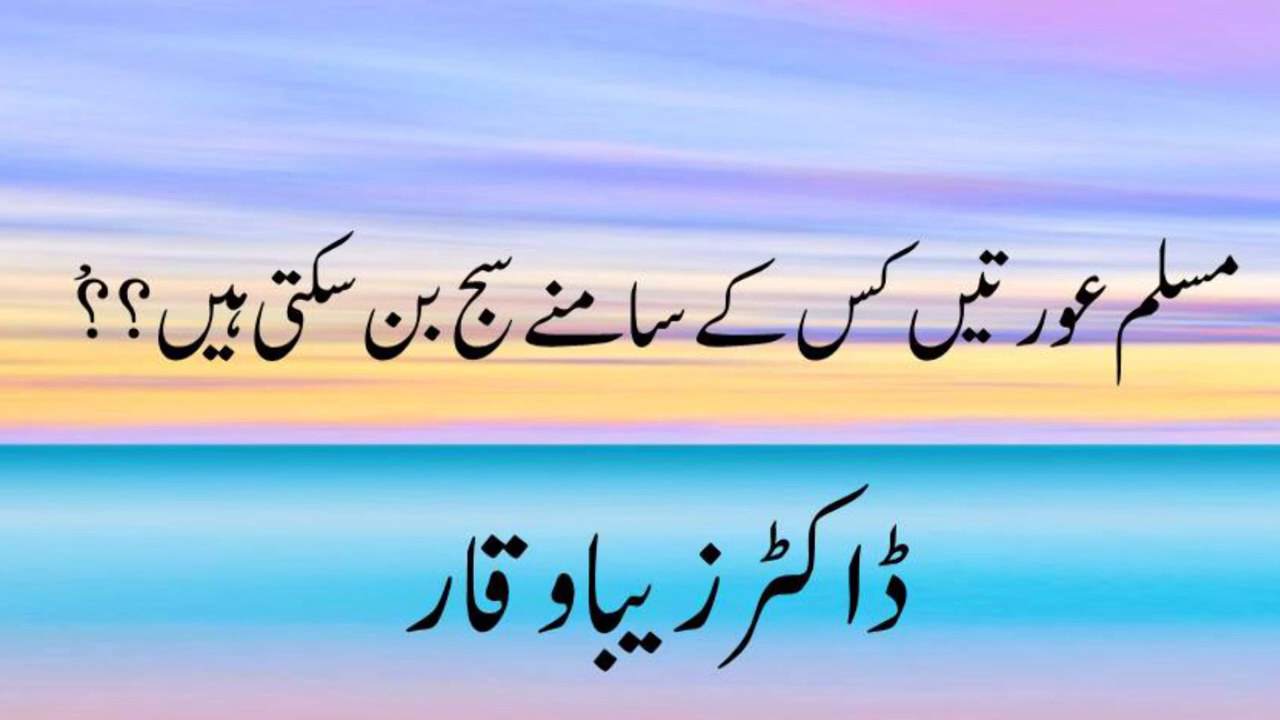 مسلم عورتیں کس کے سامنے سج بن سکتی ہیں ؟؟ُ
ڈاکٹر زیبا وقار